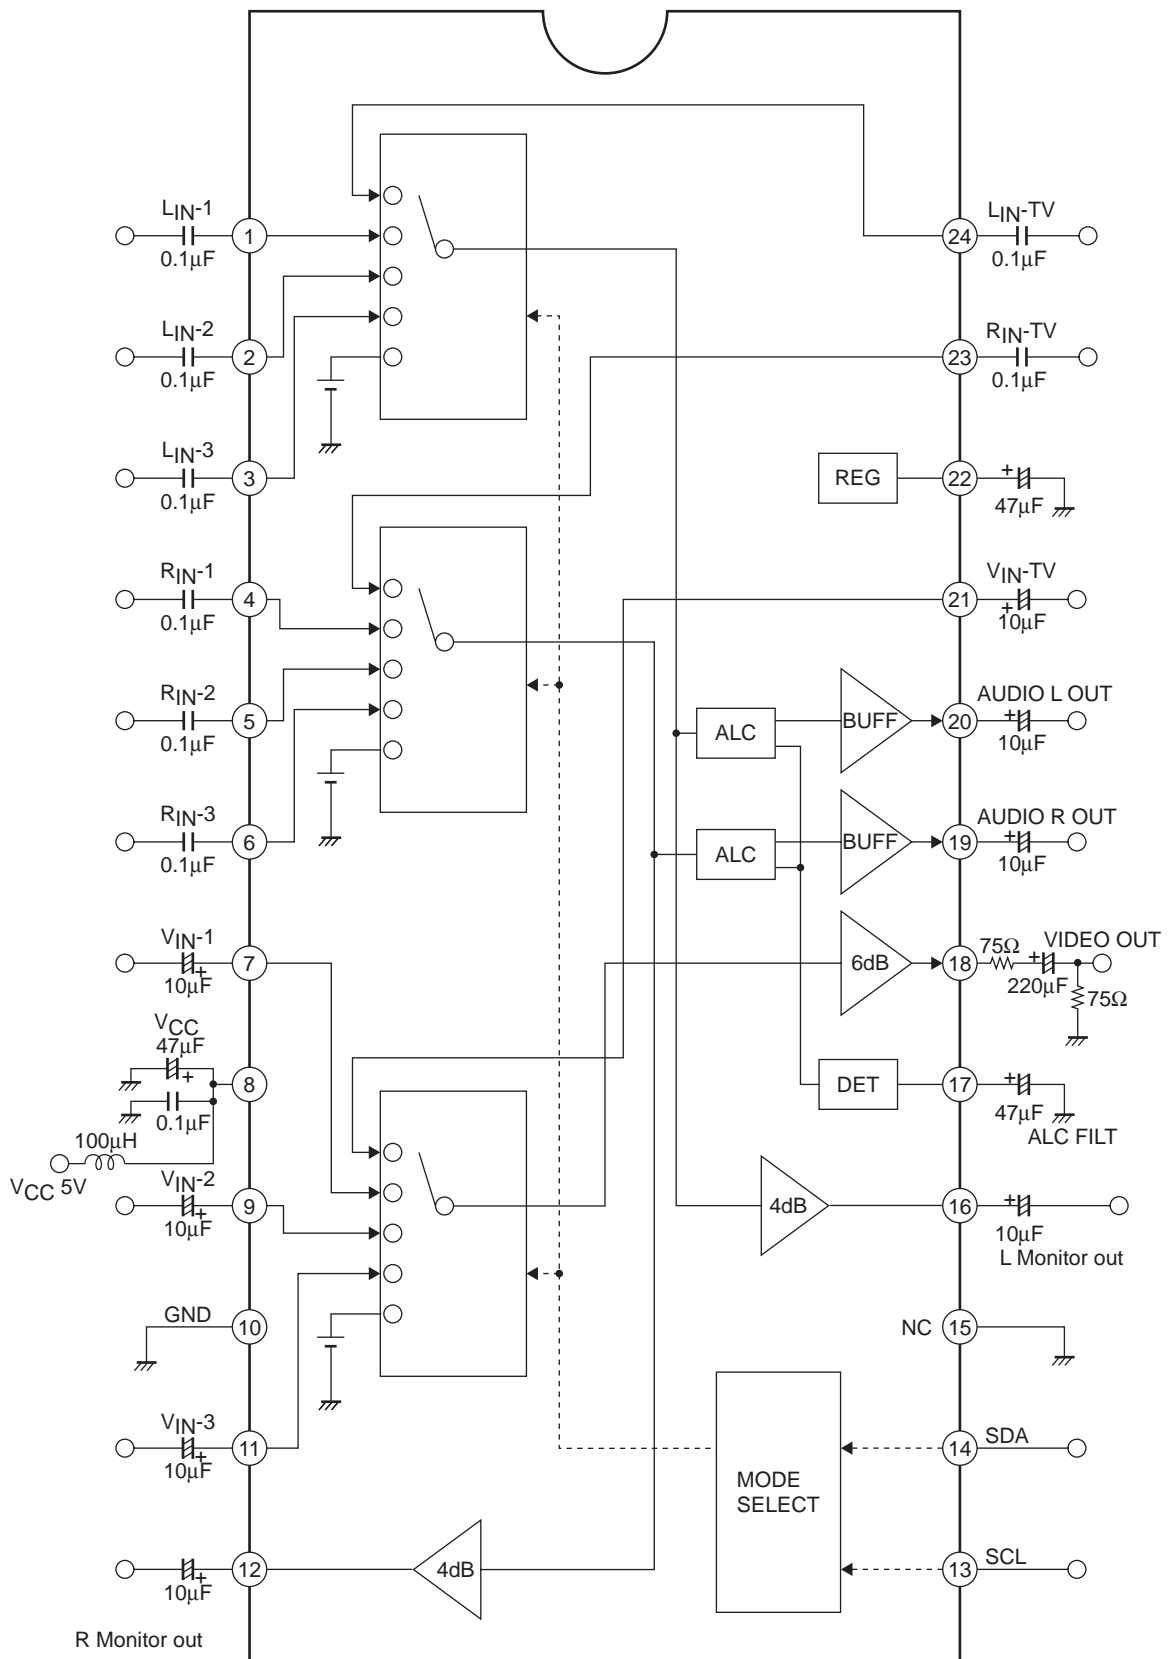 LIN-1
1
0.1µF
LIN-2
2
0.1µF
LIN-3
3
0.1µF
RIN-1
4
0.1µF
RIN-2
5
0.1µF
RIN-3
6
0.1µF
VIN-1
7
10µF
+
VCC
47µF
+
8
0.1µF
100µH
VCC 5V
VIN-2
9
10µF
+
GND
10
VIN-3
11
10µF
+
12
10µF
+
R Monitor out
4dB
24
LIN-TV
0.1µF
23
RIN-TV
0.1µF
REG
22
+
47µF
21
VIN-TV
+
10µF
ALC
BUFF
20
AUDIO L OUT
+
10µF
ALC
BUFF
19
AUDIO R OUT
+
10µF
6dB
18
75Ω
+
VIDEO OUT
220µF
75Ω
DET
17
+
47µF
ALC FILT
4dB
16
+
10µF
L Monitor out
NC
15
MODE
SELECT
14
SDA
13
SCL